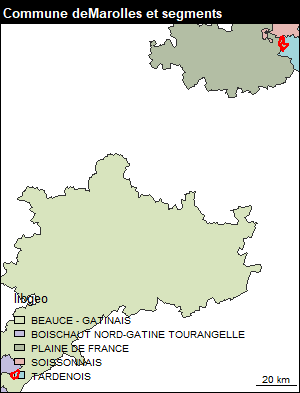 Commune deMarolles et segments
libgeo
BEAUCE - GATINAIS
BOISCHAUT NORD-GATINE TOURANGELLE
PLAINE DE FRANCE
SOISSONNAIS
TARDENOIS
20 km